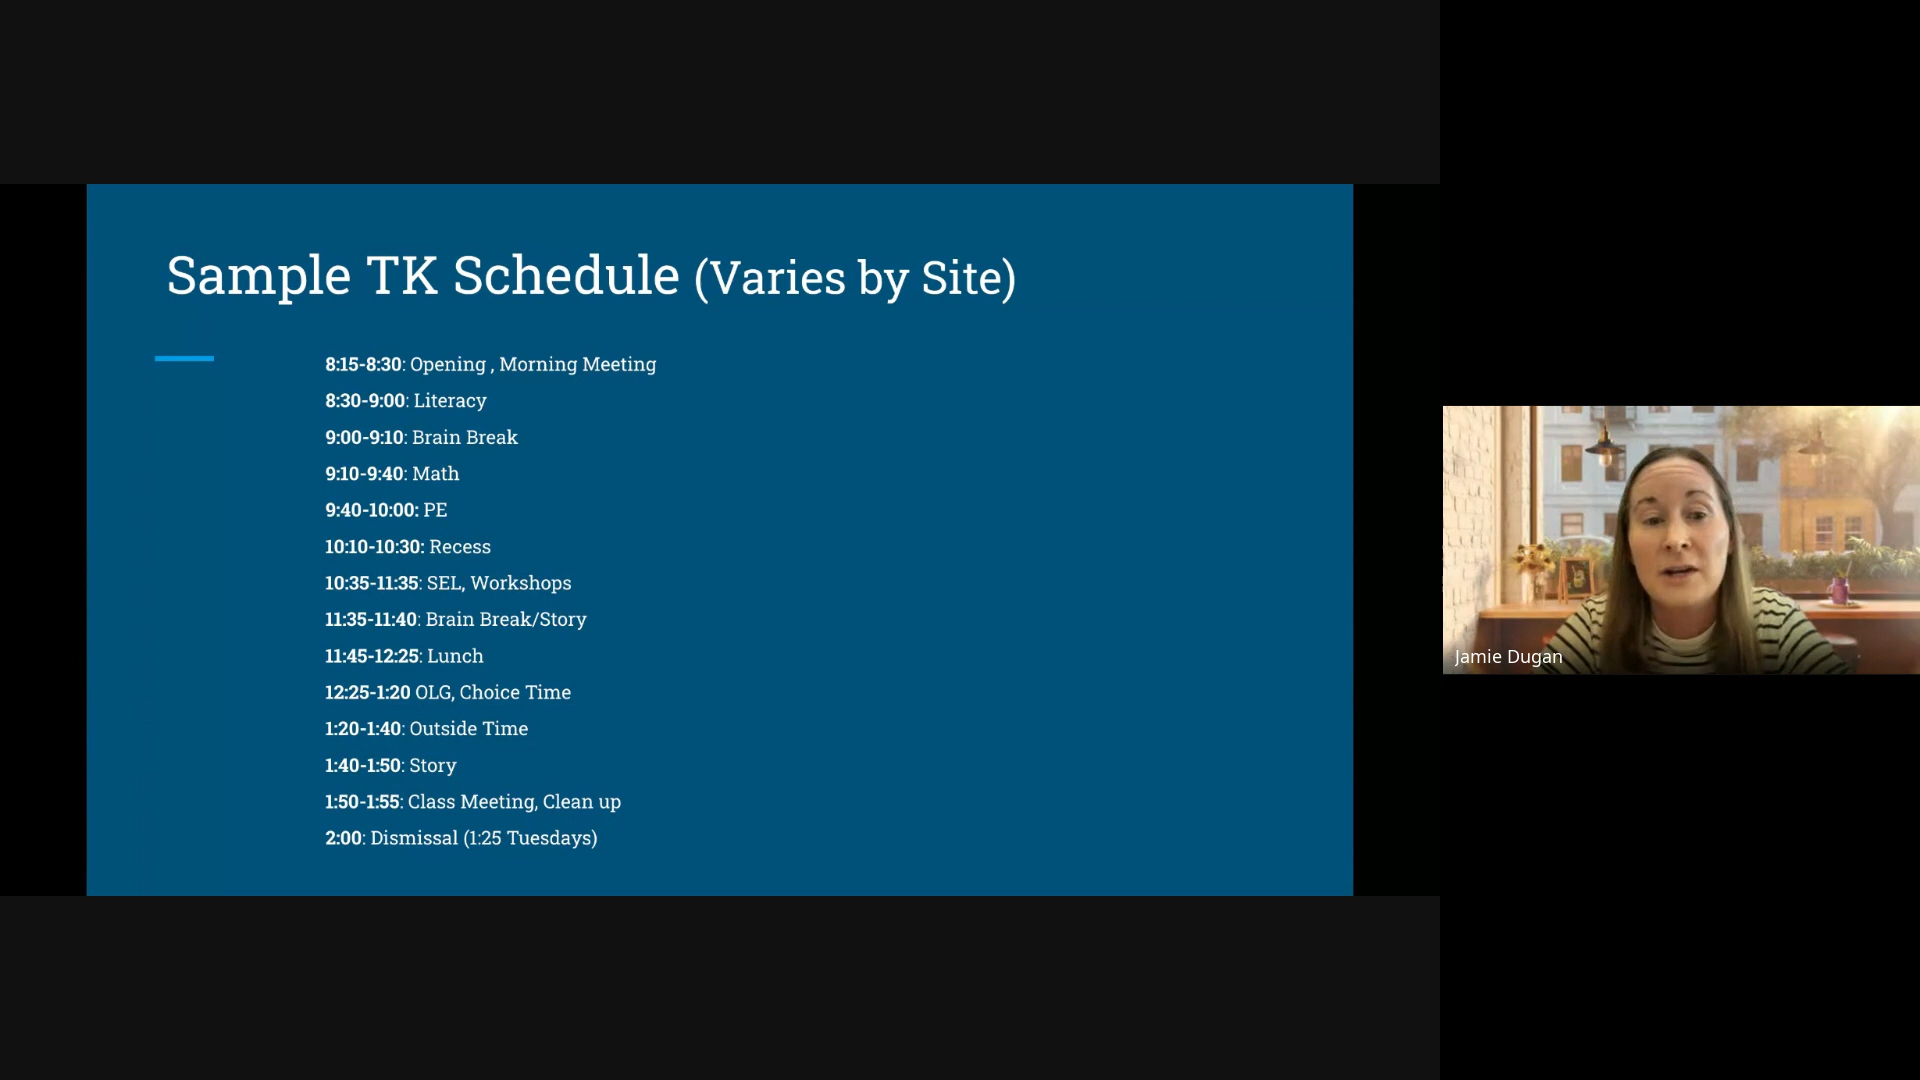 Sample TK Schedule (Varies by Site)
8:15-8:30: Opening , Morning Meeting
8:30-9:00: Literacy
9:00-9:10: Brain Break
9:10-9:40: Math
9:40-10:00: PE
10:10-10:30: Recess
10:35-11:35: SEL, Workshops
11:35-11:40: Brain Break/Story
11:45-12:25: Lunch
12:25-1:20 OLG, Choice Time
1:20-1:40: Outside Time
1:40-1:50: Story
1:50-1:55: Class Meeting, Clean up
2:00: Dismissal (1:25 Tuesdays)
Jamie Dugan